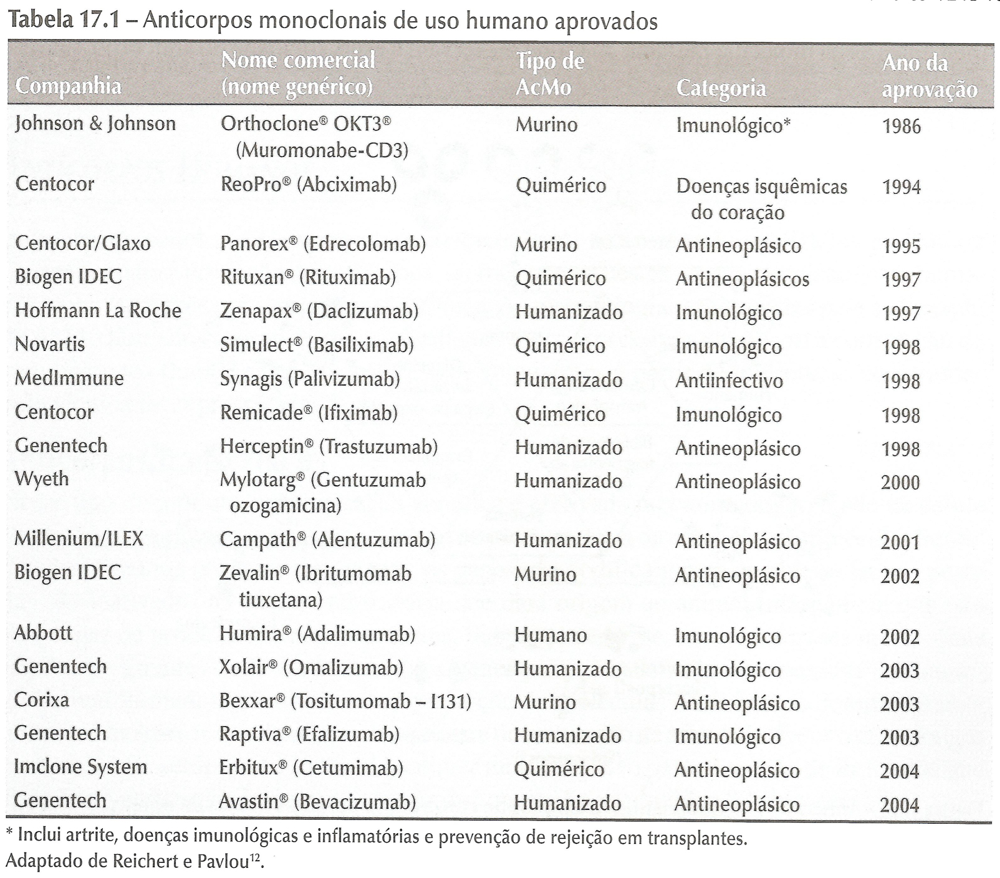 Tabela 17.1 – Anticorpos monoclonais de uso humano aprovados
Companhia Nome comercial (nome genérico) Tipo de AcMo Categoria Ano da aprovação
Johnson & Johnson Orthoclone® OKT3® Murino Imunológico* 1986
(Muromonabe-CD3)
Centocor ReoPro® (Abciximab) Quimérico Doenças isquêmicas 1994
do coração
Centocor/Glaxo Panorex® (Edrecolomab) Murino Antineoplásico 1995
Biogen IDEC Rituxan® (Rituximab) Quimérico Antineoplásicos 1997
Hoffmann La Roche Zenapax® (Daclizumab) Humanizado Imunológico 1997
Novartis Simulect® (Basiliximab) Quimérico Imunológico 1998
MedImmune Synagis (Palivizumab) Humanizado Antiinfectivo 1998
Centocor Remicade® (Ifiximab) Quimérico Imunológico 1998
Genentech Herceptin® (Trastuzumab) Humanizado Antineoplásico 1998
Wyeth Mylotarg® (Gentuzumab Humanizado Antineoplásico 2000
ozogamicina)
Millenium/ILEX Campath® (Alentuzumab) Humanizado Antineoplásico 2001
Biogen IDEC Zevalin® (Ibritumomab Murino Antineoplásico 2002
tiuxetana)
Abbott Humira® (Adalimumab) Humano Imunológico 2002
Genentech Xolair® (Omalizumab) Humanizado Imunológico 2003
Corixa Bexxar® (Tositumomab – I131) Murino Antineoplásico 2003
Genentech Raptiva® (Efalizumab) Humanizado Imunológico 2003
Imclone System Erbitux® (Cetumimab) Quimérico Antineoplásico 2004
Genentech Avastin® (Bevacizumab) Humanizado Antineoplásico 2004
* Inclui artrite, doenças imunológicas e inflamatórias e prevenção de rejeição em transplantes.
Adaptado de Reichert e Pavlou¹².